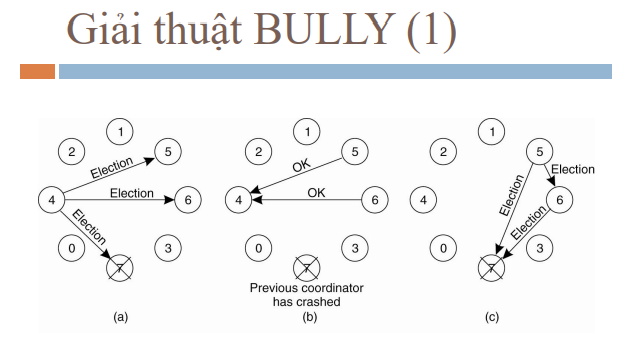 Giải thuật BULLY (1)
1
2
5
Election
4
Election
6
Election
0
3
7
(a)
1
2
5
OK
4
OK
6
0
3
7
Previous coordinator
has crashed
(b)
1
2
5
Election
4
Election
6
Election
0
3
7
(c)